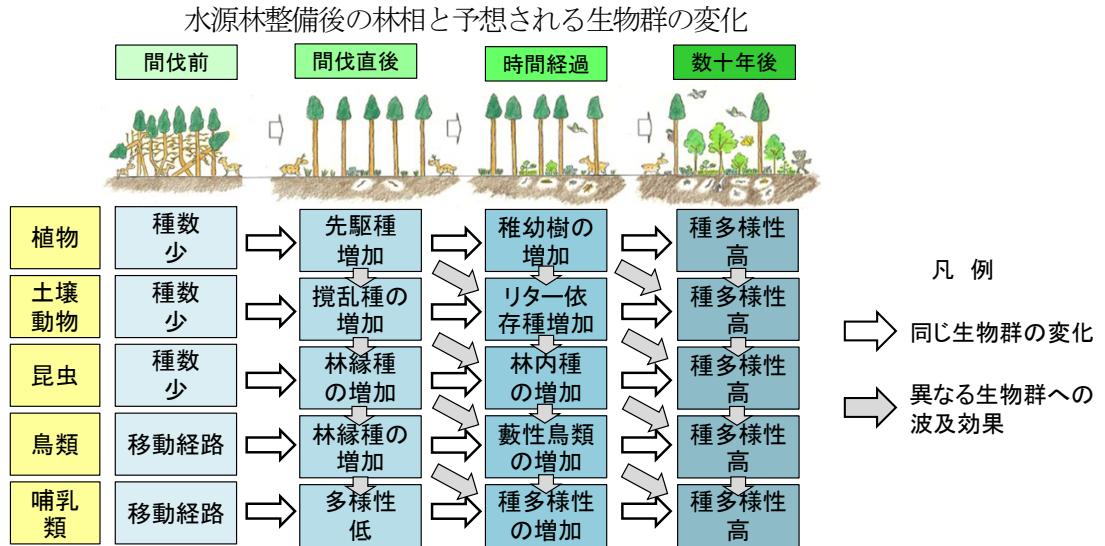 水源林整備後の林相と予想される生物群の変化
間伐前
間伐直後
時間経過
数十年後
植物
種数
少
先駆種
増加
稚幼樹の
増加
種多様性
高
土壌
動物
種数
少
撹乱種の
増加
リター依
存種増加
種多様性
高
昆虫
種数
少
林縁種
の増加
林内種
の増加
種多様性
高
鳥類
移動経路
林縁種の
増加
藪性鳥類
の増加
種多様性
高
哺乳
類
移動経路
多様性
低
種多様性
の増加
種多様性
高
凡 例
同じ生物群の変化
異なる生物群への
波及効果